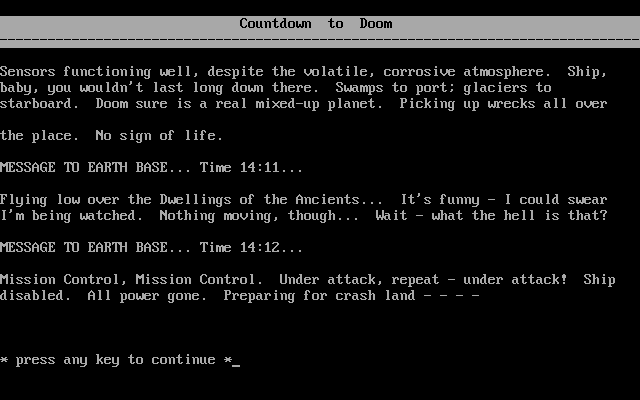 Countdown to Doom
Sensors functioning well, despite the volatile, corrosive atmosphere. Ship,
baby, you wouldn't last long down there. Swamps to port; glaciers to
starboard. Doom sure is a real mixed-up planet. Picking up wrecks all over
the place. No sign of life.
MESSAGE TO EARTH BASE... Time 14:11...
Flying low over the Dwellings of the Ancients... It's funny - I could swear
I'm being watched. Nothing moving, though... Wait - what the hell is that?
MESSAGE TO EARTH BASE... Time 14:12...
Mission Control, Mission Control. Under attack, repeat - under attack! Ship
disabled. All power gone. Preparing for crash land - - - -
* press any key to continue *_